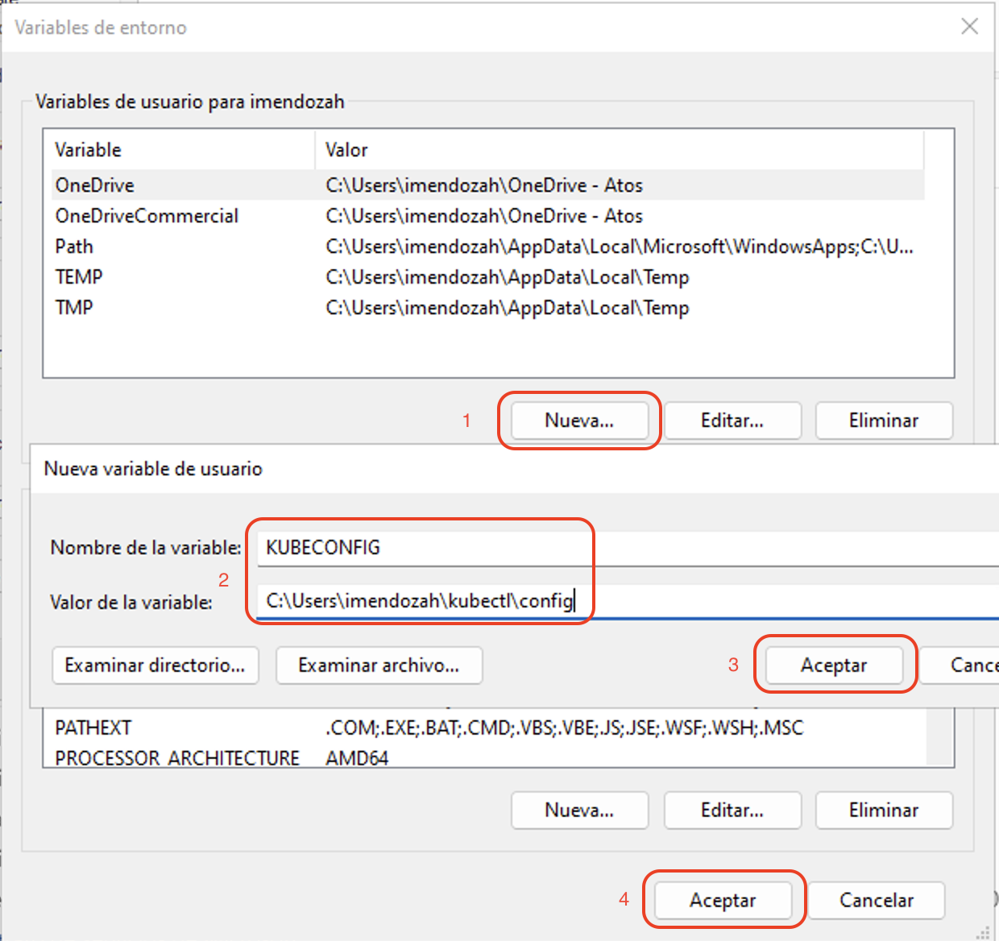 Variables de entorno
Variables de usuario para imendozah
Variable Valor
OneDrive C:\Users\imendozah\OneDrive - Atos
OneDriveCommercial C:\Users\imendozah\OneDrive - Atos
Path C:\Users\imendozah\AppData\Local\Microsoft\WindowsApps;C:\U...
TEMP C:\Users\imendozah\AppData\Local\Temp
TMP C:\Users\imendozah\AppData\Local\Temp
1 Nueva... Editar... Eliminar
Nueva variable de usuario
Nombre de la variable: KUBECONFIG
2
Valor de la variable: C:\Users\imendozah\kubectl\config
Examinar directorio... Examinar archivo... 3 Aceptar Cance
PATHEXT .COM;.EXE;.BAT;.CMD;.VBS;.VBE;.JS;.JSE;.WSF;.WSH;.MSC
PROCESSOR_ARCHITECTURE AMD64
Nueva... Editar... Eliminar
4 Aceptar Cancelar